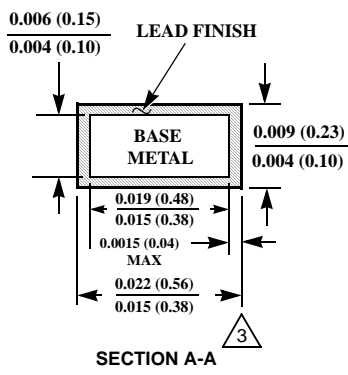 0.006 (0.15)
0.004 (0.10)
LEAD FINISH
BASE
METAL
0.009 (0.23)
0.004 (0.10)
0.019 (0.48)
0.015 (0.38)
0.0015 (0.04)
MAX
0.022 (0.56)
0.015 (0.38)
3
SECTION A-A